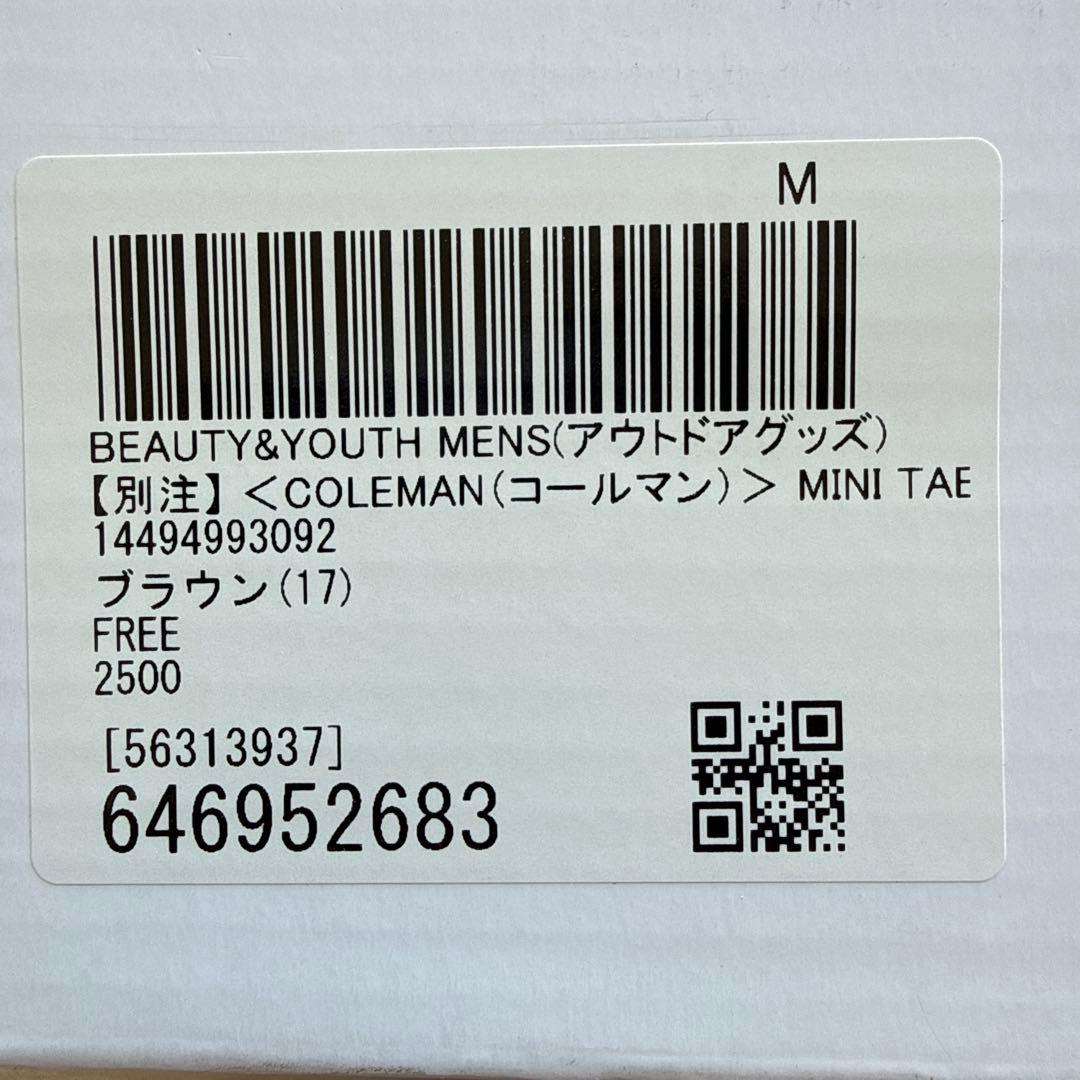 M
BEAUTY&YOUTH MENS(アウトドアグッズ)
【別注】＜COLEMAN(コールマン)＞ MINI TAE
14494993092
ブラウン(17)
FREE
2500
[56313937]
646952683